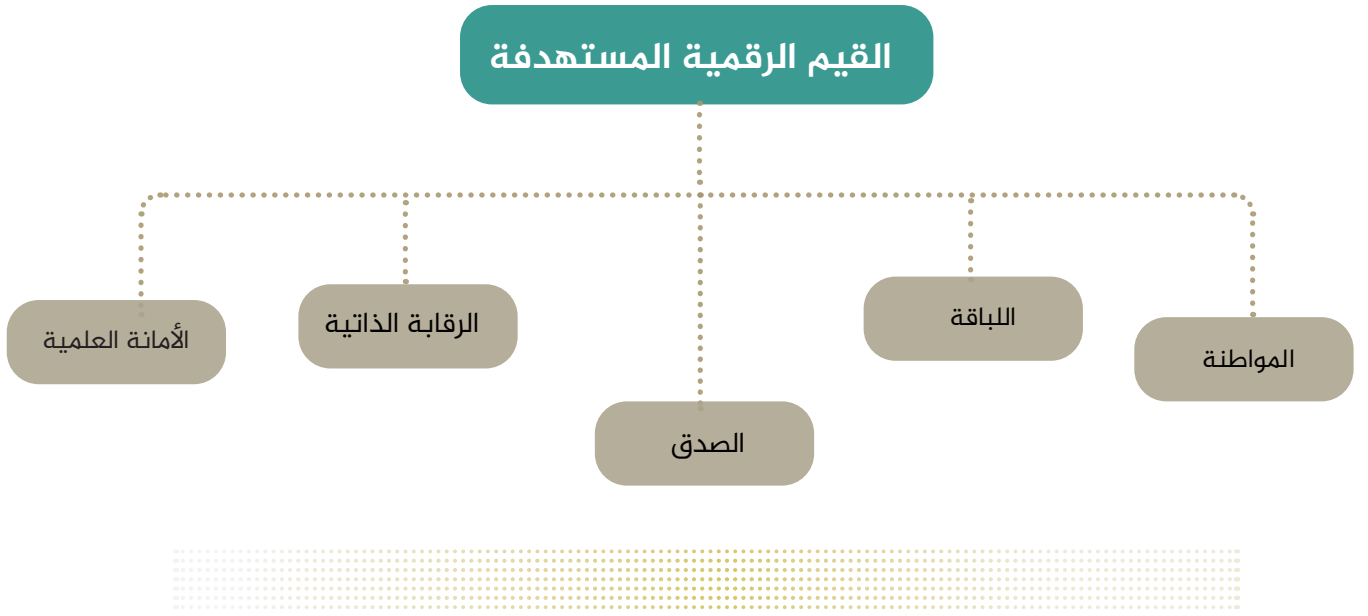 القيم الرقمية المستهدفة
المواطنة
اللباقة
الصدق
الرقابة الذاتية
الأمانة العلمية